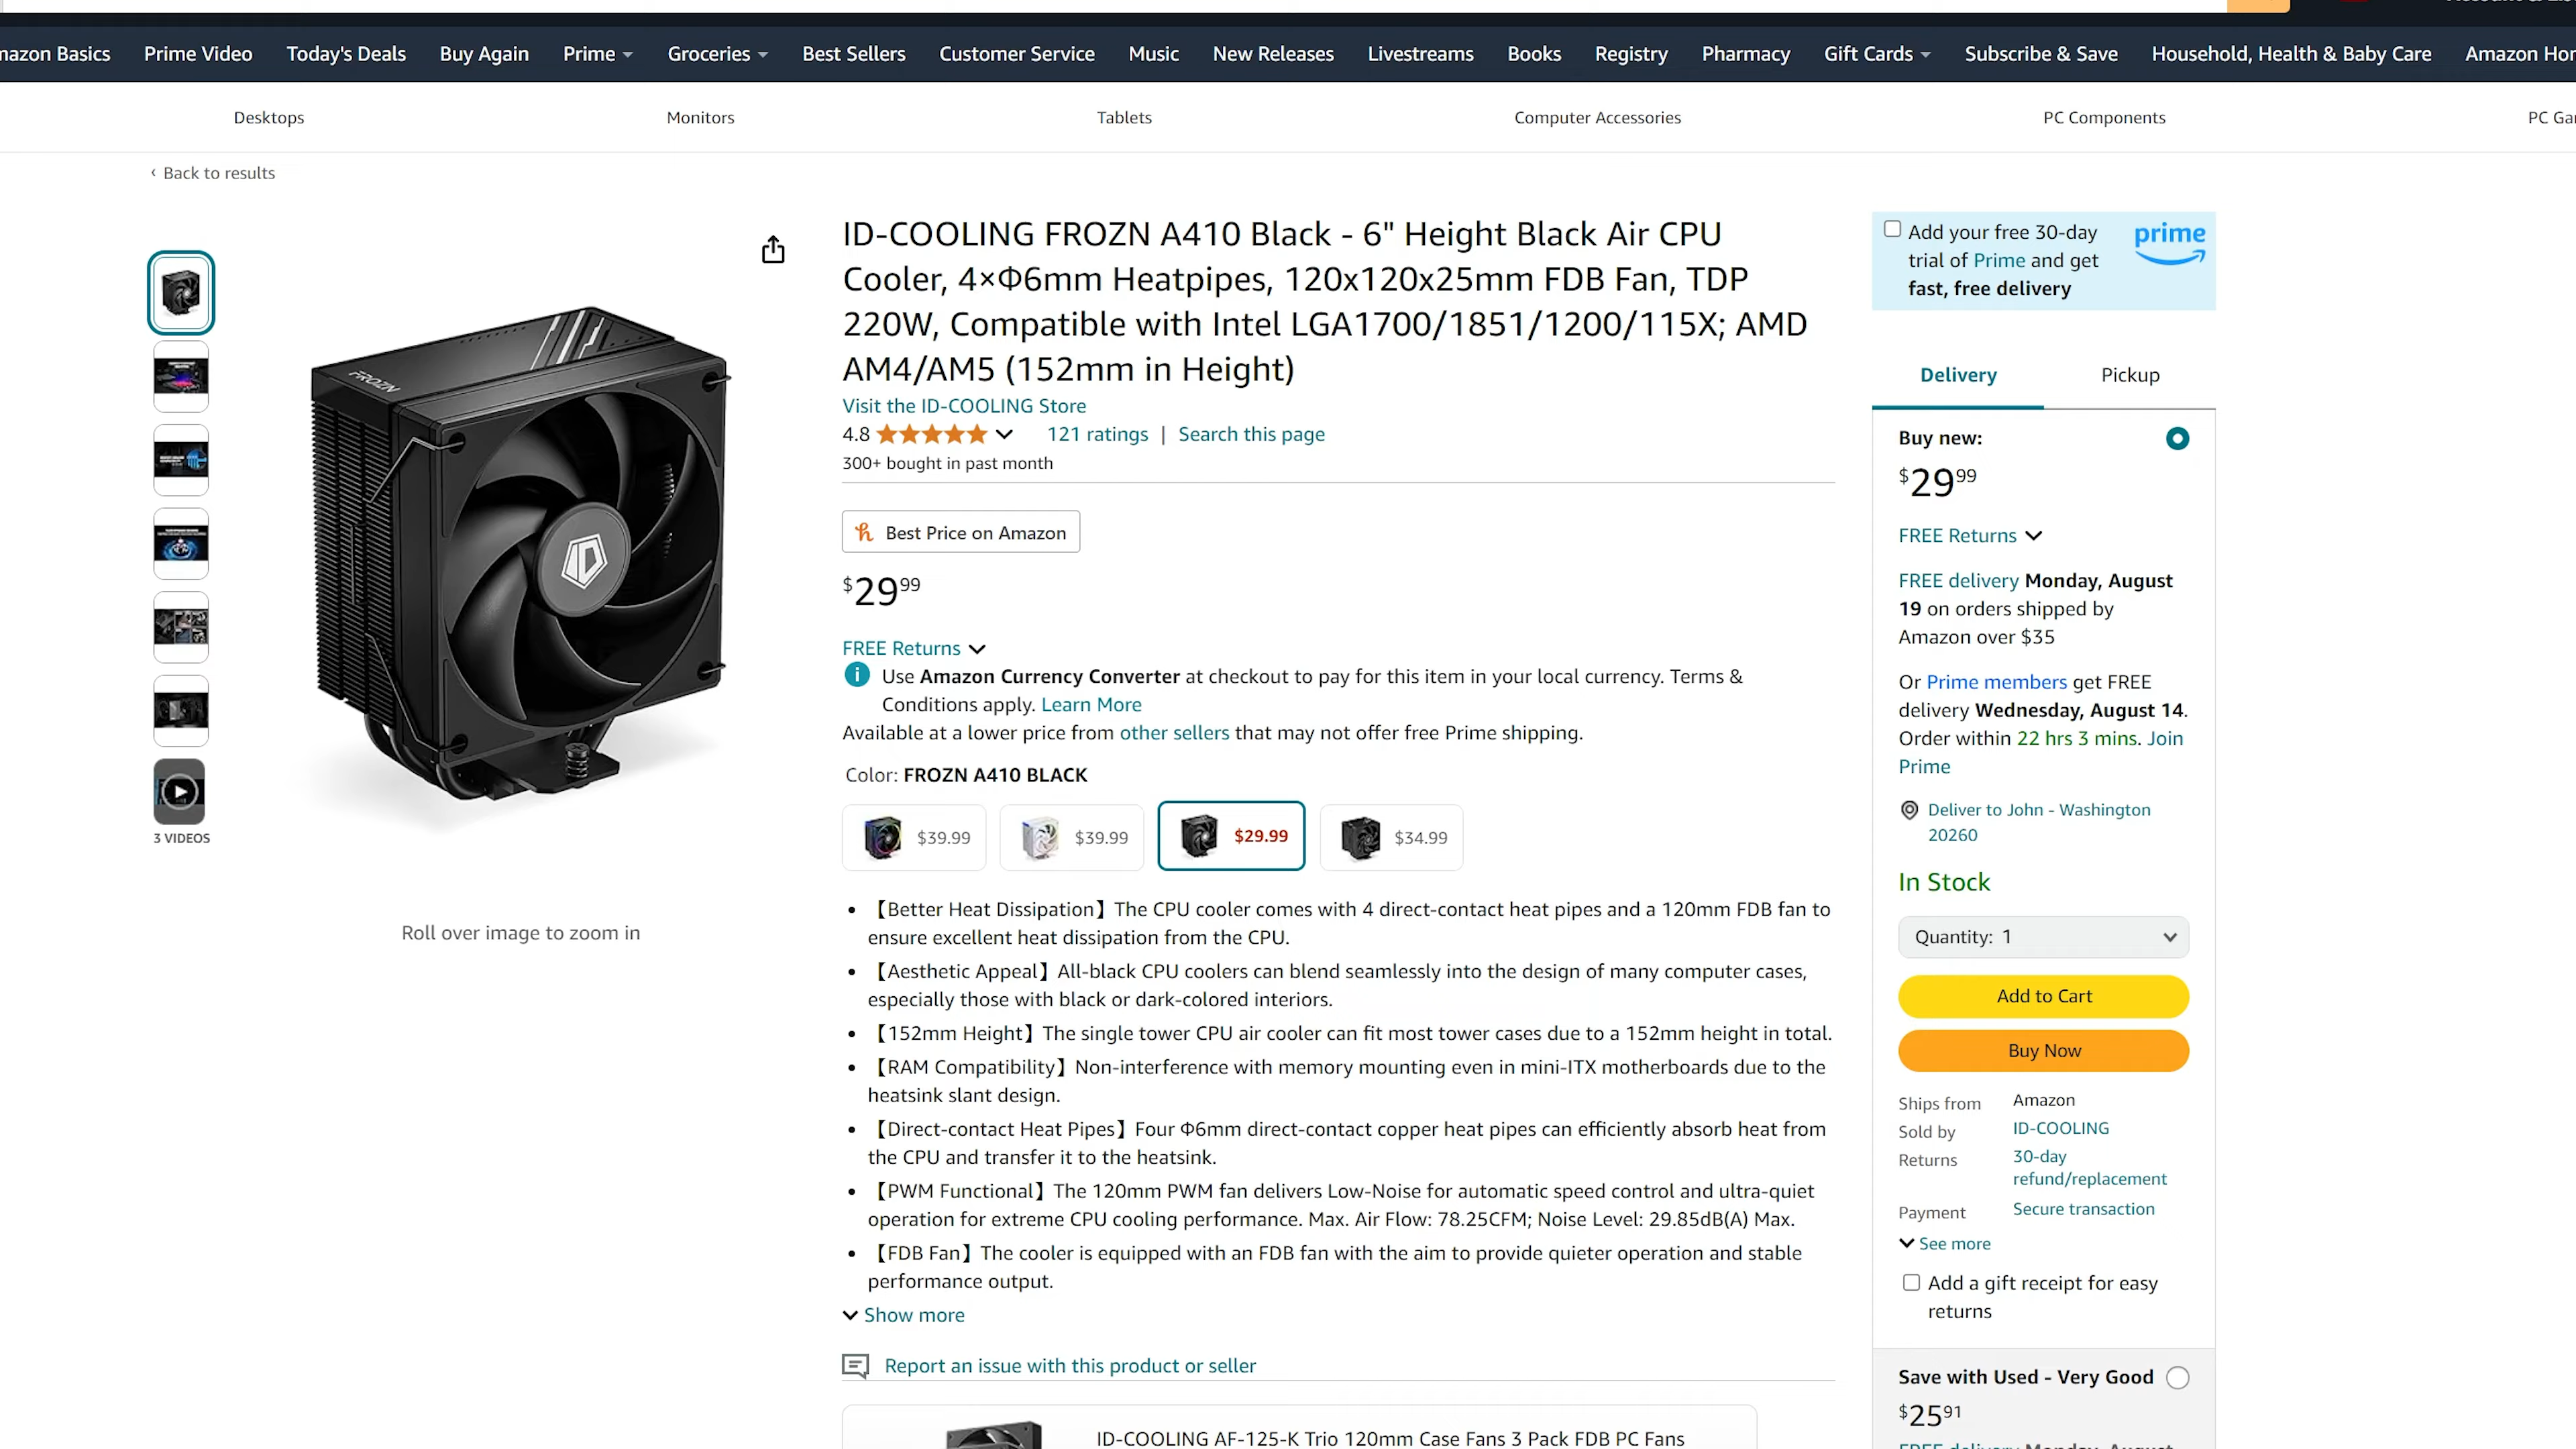 mazon Basics Prime Video Today's Deals Buy Again Prime Groceries Best Sellers Customer Service Music New Releases Livestreams Books Registry Pharmacy Gift Cards Subscribe & Save Household, Health & Baby Care Amazon Hor
Desktops Monitors Tablets Computer Accessories PC Components PC Ga
‹ Back to results
FROZN
ID
Roll over image to zoom in
3 VIDEOS
ID-COOLING FROZN A410 Black - 6" Height Black Air CPU
Cooler, 4×Φ6mm Heatpipes, 120x120x25mm FDB Fan, TDP
220W, Compatible with Intel LGA1700/1851/1200/115X; AMD
AM4/AM5 (152mm in Height)
Visit the ID-COOLING Store
4.8 121 ratings | Search this page
300+ bought in past month
Best Price on Amazon
$29 99
FREE Returns
Use Amazon Currency Converter at checkout to pay for this item in your local currency. Terms &
Conditions apply. Learn More
Available at a lower price from other sellers that may not offer free Prime shipping.
Color: FROZN A410 BLACK
$39.99 $39.99 $29.99 $34.99
• 【Better Heat Dissipation】The CPU cooler comes with 4 direct-contact heat pipes and a 120mm FDB fan to
ensure excellent heat dissipation from the CPU.
• 【Aesthetic Appeal】All-black CPU coolers can blend seamlessly into the design of many computer cases,
especially those with black or dark-colored interiors.
• 【152mm Height】The single tower CPU air cooler can fit most tower cases due to a 152mm height in total.
• 【RAM Compatibility】Non-interference with memory mounting even in mini-ITX motherboards due to the
heatsink slant design.
• 【Direct-contact Heat Pipes】Four Φ6mm direct-contact copper heat pipes can efficiently absorb heat from
the CPU and transfer it to the heatsink.
• 【PWM Functional】The 120mm PWM fan delivers Low-Noise for automatic speed control and ultra-quiet
operation for extreme CPU cooling performance. Max. Air Flow: 78.25CFM; Noise Level: 29.85dB(A) Max.
• 【FDB Fan】The cooler is equipped with an FDB fan with the aim to provide quieter operation and stable
performance output.
Show more
Report an issue with this product or seller
ID-COOLING AF-125-K Trio 120mm Case Fans 3 Pack FDB PC Fans
Add your free 30-day
trial of Prime and get
fast, free delivery
prime
Delivery Pickup
Buy new:
$29 99
FREE Returns
FREE delivery Monday, August
19 on orders shipped by
Amazon over $35
Or Prime members get FREE
delivery Wednesday, August 14.
Order within 22 hrs 3 mins. Join
Prime
Deliver to John - Washington
20260
In Stock
Quantity: 1
Add to Cart
Buy Now
Ships from Amazon
Sold by ID-COOLING
Returns 30-day
refund/replacement
Payment Secure transaction
See more
Add a gift receipt for easy
returns
Save with Used - Very Good
$25 91
FREE delivery Monday, August